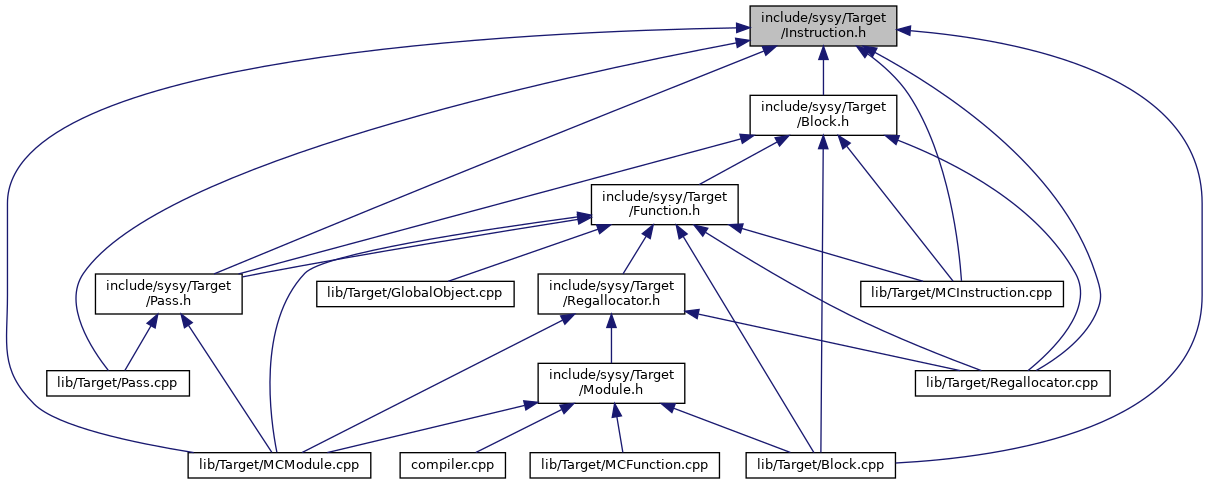 include/sysy/Target
/Instruction.h
include/sysy/Target
/Block.h
include/sysy/Target
/Function.h
include/sysy/Target
/Pass.h
lib/Target/GlobalObject.cpp
include/sysy/Target
/Regallocator.h
lib/Target/MCInstruction.cpp
lib/Target/Pass.cpp
include/sysy/Target
/Module.h
lib/Target/Regallocator.cpp
lib/Target/MCModule.cpp
compiler.cpp
lib/Target/MCFunction.cpp
lib/Target/Block.cpp